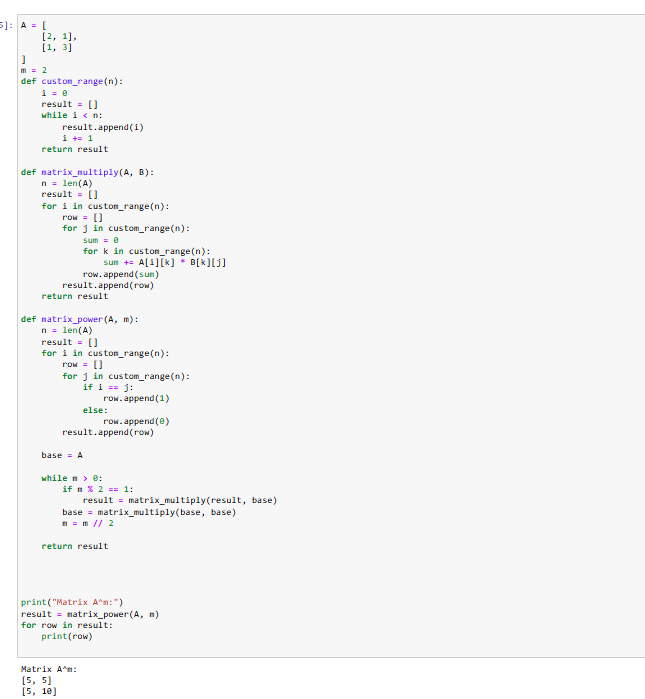 5]: A = [
    [2, 1],
    [1, 3]
]
m = 2
def custom_range(n):
    i = 0
    result = []
    while i < n:
        result.append(i)
        i += 1
    return result

def matrix_multiply(A, B):
    n = len(A)
    result = []
    for i in custom_range(n):
        row = []
        for j in custom_range(n):
            sum = 0
            for k in custom_range(n):
                sum += A[i][k] * B[k][j]
            row.append(sum)
        result.append(row)
    return result

def matrix_power(A, m):
    n = len(A)
    result = []
    for i in custom_range(n):
        row = []
        for j in custom_range(n):
            if i == j:
                row.append(1)
            else:
                row.append(0)
        result.append(row)

    base = A

    while m > 0:
        if m % 2 == 1:
            result = matrix_multiply(result, base)
        base = matrix_multiply(base, base)
        m = m // 2

    return result

print("Matrix A^m:")
result = matrix_power(A, m)
for row in result:
    print(row)

Matrix A^m:
[5, 5]
[5, 10]